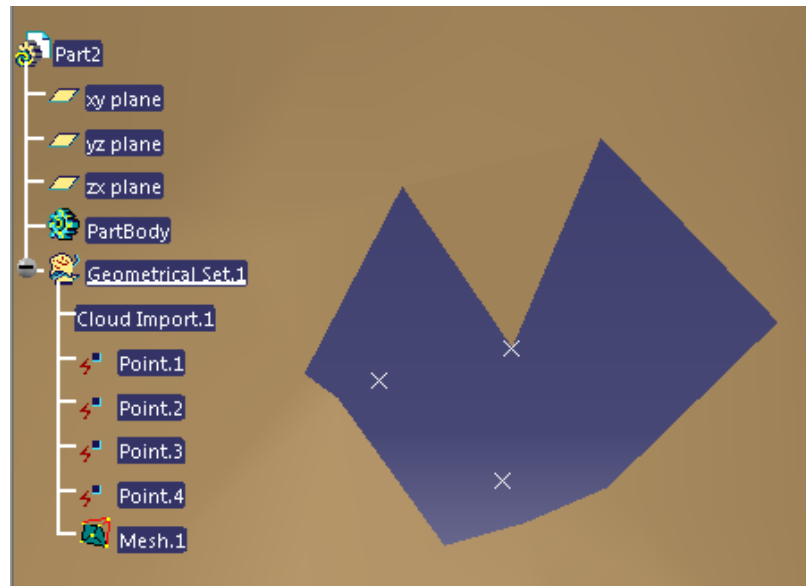 Part2
xy plane
yz plane
zx plane
PartBody
Geometrical Set.1
Cloud Import.1
Point.1
Point.2
Point.3
Point.4
Mesh.1